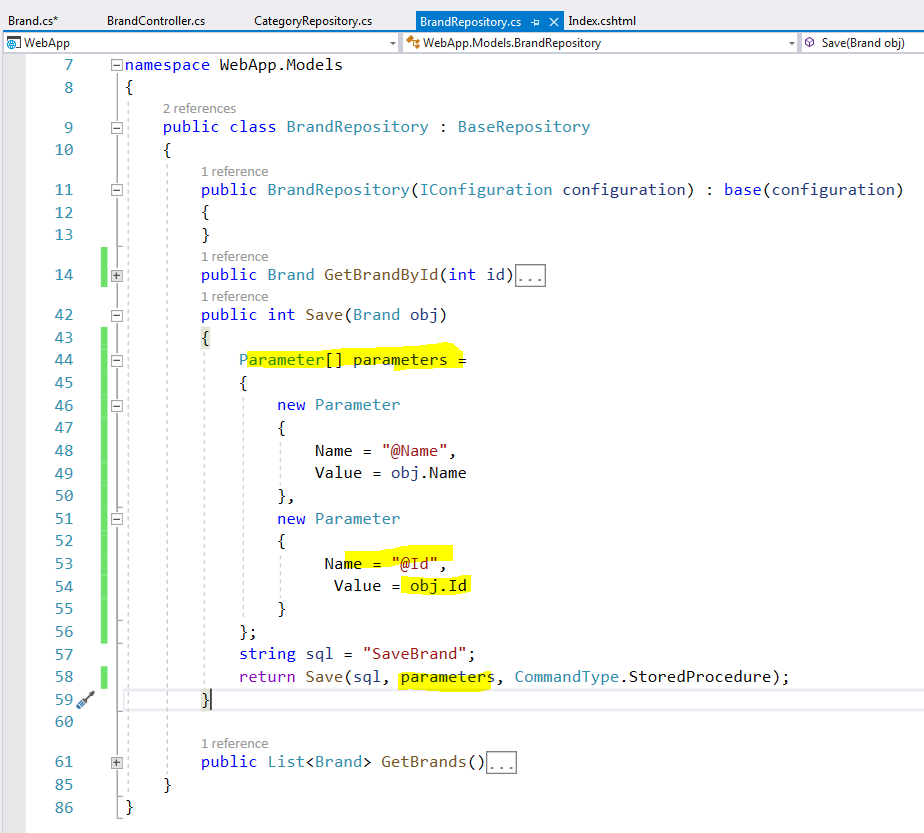 Brand.cs* BrandController.cs CategoryRepository.cs BrandRepository.cs Index.cshtml
WebApp WebApp.Models.BrandRepository Save(Brand obj)
7 namespace WebApp.Models
8 {
2 references
9 public class BrandRepository : BaseRepository
10 {
1 reference
11 public BrandRepository(IConfiguration configuration) : base(configuration)
12 {
13 }
1 reference
14 public Brand GetBrandById(int id)...
1 reference
42 public int Save(Brand obj)
43 {
44 Parameter[] parameters =
45 {
46 new Parameter
47 {
48 Name = "@Name",
49 Value = obj.Name
50 },
51 new Parameter
52 {
53 Name = "@Id",
54 Value = obj.Id
55 }
56 };
57 string sql = "SaveBrand";
58 return Save(sql, parameters, CommandType.StoredProcedure);
59 }
60
1 reference
61 public List<Brand> GetBrands()...
85 }
86 }